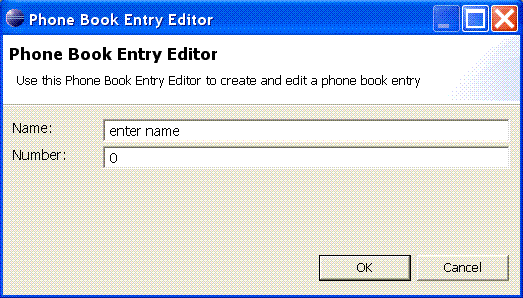 Phone Book Entry Editor
Phone Book Entry Editor
Use this Phone Book Entry Editor to create and edit a phone book entry
Name: enter name
Number: 0
OK Cancel